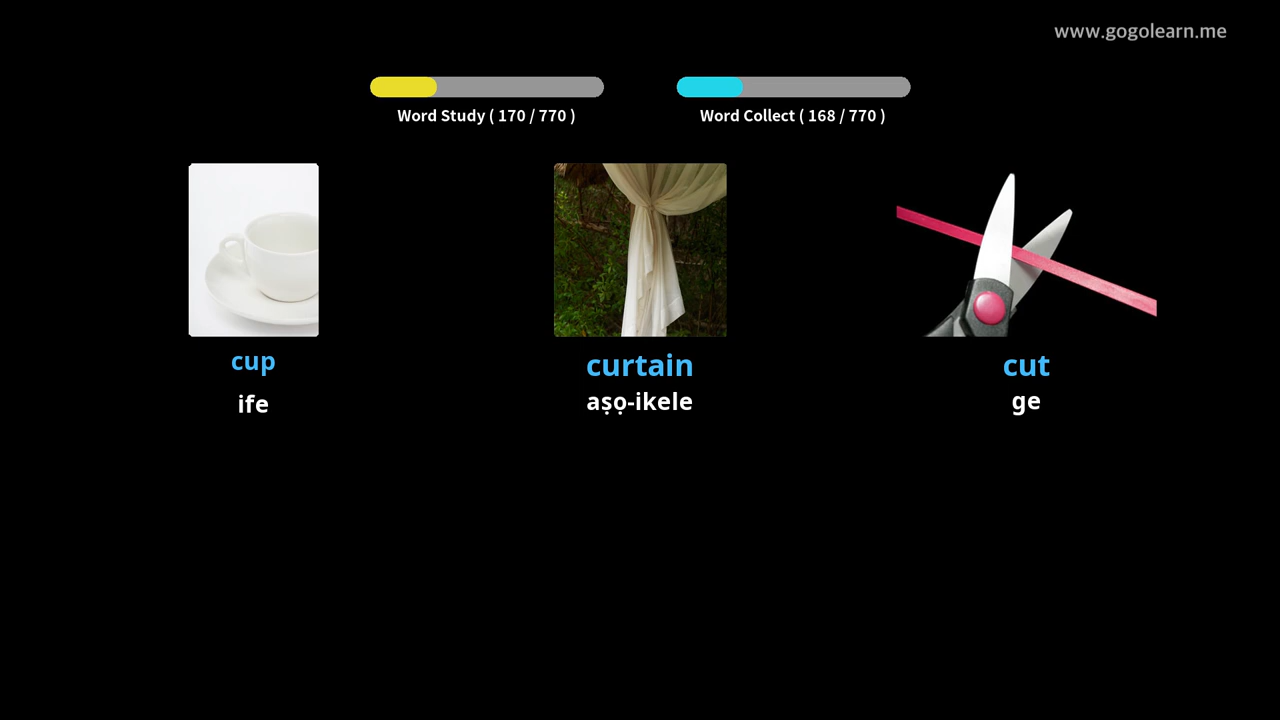 www.gogolearn.me
Word Study ( 170 / 770 )
Word Collect ( 168 / 770 )
cup
ife
curtain
aṣọ-ikele
cut
ge